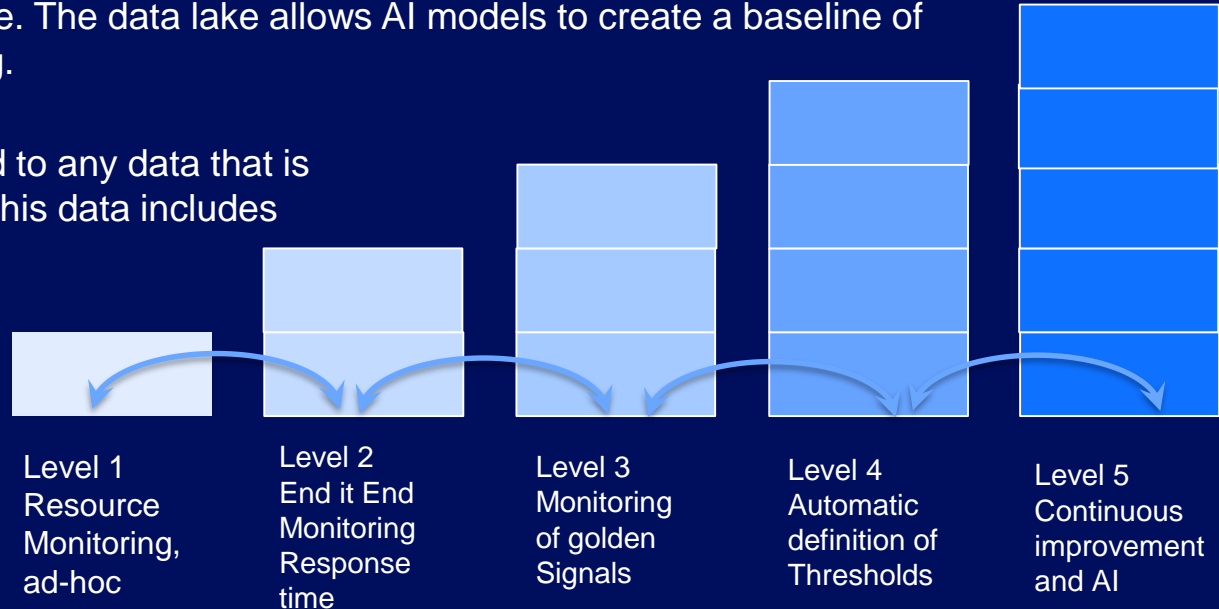 e. The data lake allows AI models to create a baseline of
g.
d to any data that is
his data includes
Level 1
Resource
Monitoring,
ad-hoc
Level 2
End it End
Monitoring
Response
time
Level 3
Monitoring
of golden
Signals
Level 4
Automatic
definition of
Thresholds
Level 5
Continuous
improvement
and AI